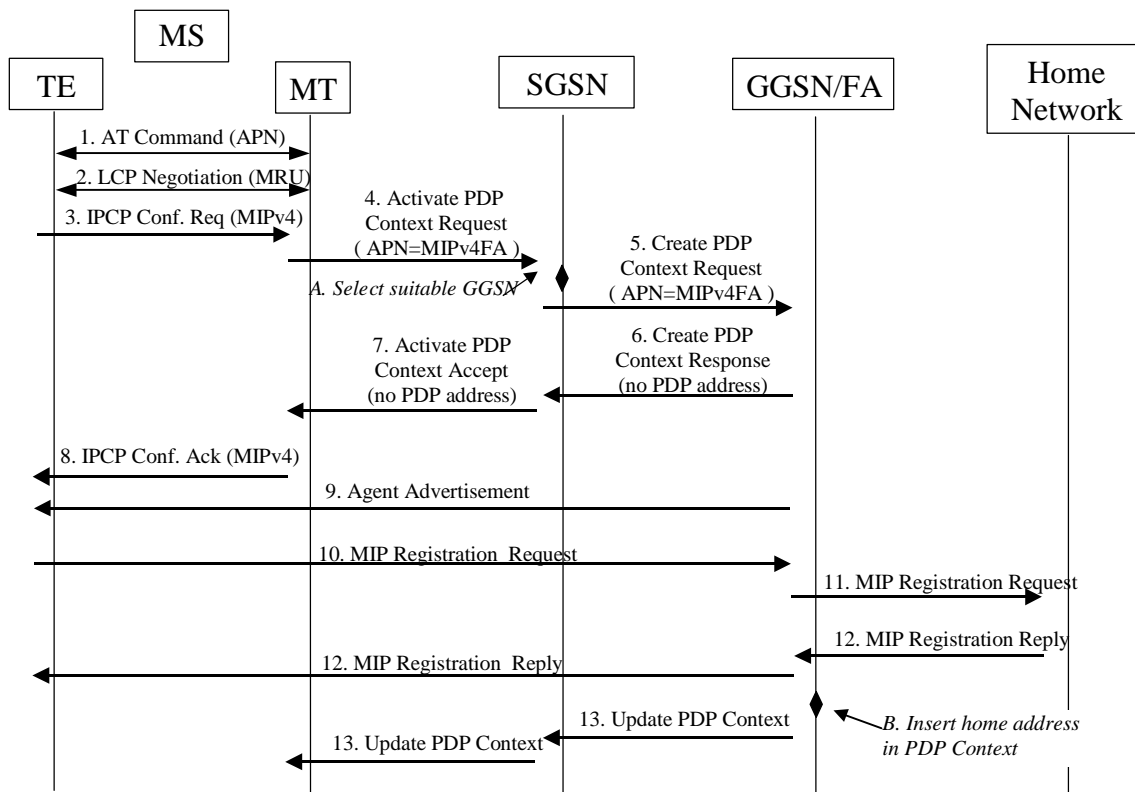 MS
TE
MT
SGSN
GGSN/FA
Home
Network
1. AT Command (APN)
2. LCP Negotiation (MRU)
3. IPCP Conf. Req (MIPv4)
4. Activate PDP
Context Request
( APN=MIPv4FA )
A. Select suitable GGSN
5. Create PDP
Context Request
( APN=MIPv4FA )
6. Create PDP
Context Response
(no PDP address)
7. Activate PDP
Context Accept
(no PDP address)
8. IPCP Conf. Ack (MIPv4)
9. Agent Advertisement
10. MIP Registration Request
11. MIP Registration Request
12. MIP Registration Reply
12. MIP Registration Reply
13. Update PDP Context
B. Insert home address
in PDP Context
13. Update PDP Context